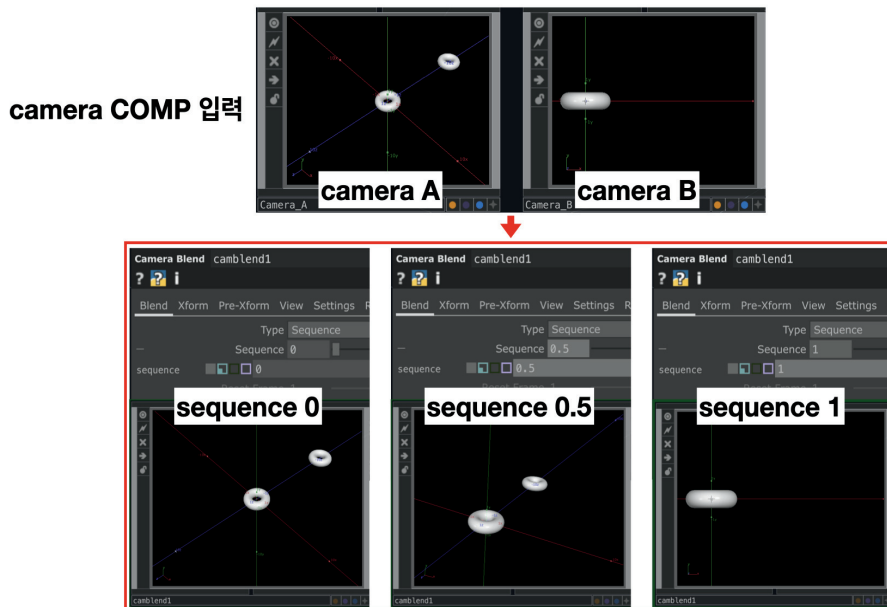 camera COMP 입력
camera A
camera B
Camera_A
Camera_B
Camera Blend camblend1
? ? i
Blend Xform Pre-Xform View Settings R
Type Sequence
Sequence 0
sequence 0
sequence 0
camblend1
Camera Blend camblend1
? ? i
Blend Xform Pre-Xform View Settings R
Type Sequence
Sequence 0.5
sequence 0.5
sequence 0.5
camblend1
Camera Blend camblend1
? ? i
Blend Xform Pre-Xform View Settings
Type Sequence
Sequence 1
sequence 1
sequence 1
camblend1